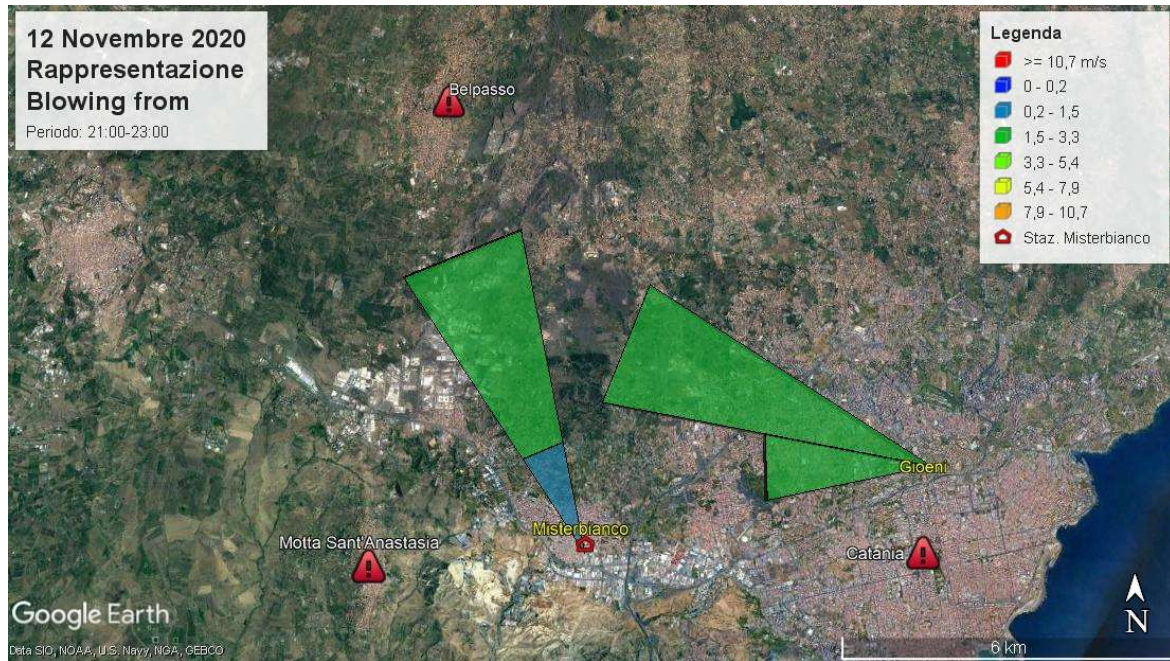 12 Novembre 2020
Rappresentazione
Blowing from
Periodo: 21:00-23:00
Legenda
>= 10,7 m/s
0 - 0,2
0,2 - 1,5
1,5 - 3,3
3,3 - 5,4
5,4 - 7,9
7,9 - 10,7
Staz. Misterbianco
Belpasso
Gioeni
Misterbianco
Motta Sant'Anastasia
Catania
N
6 km
Google Earth
Data SIO, NOAA, U.S. Navy, NGA, GEBCO